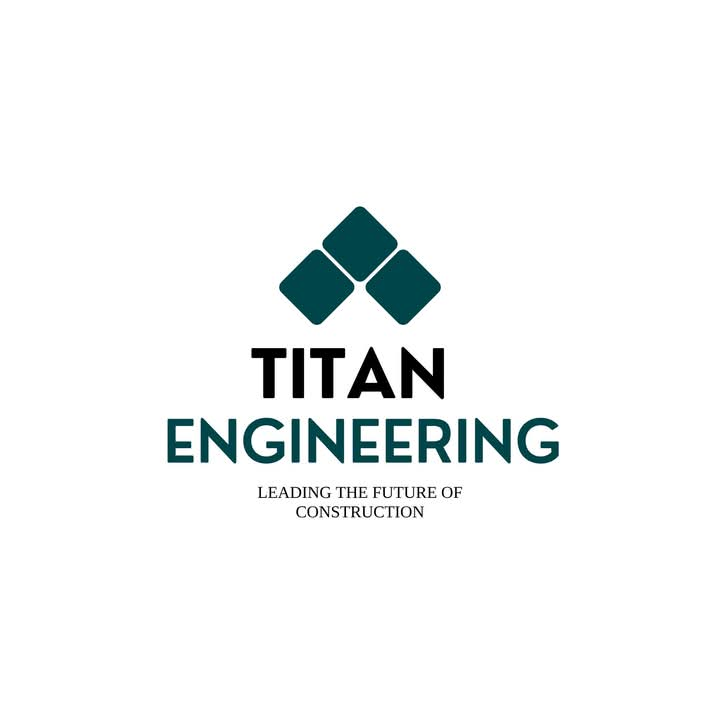 TITAN
ENGINEERING
LEADING THE FUTURE OF
CONSTRUCTION